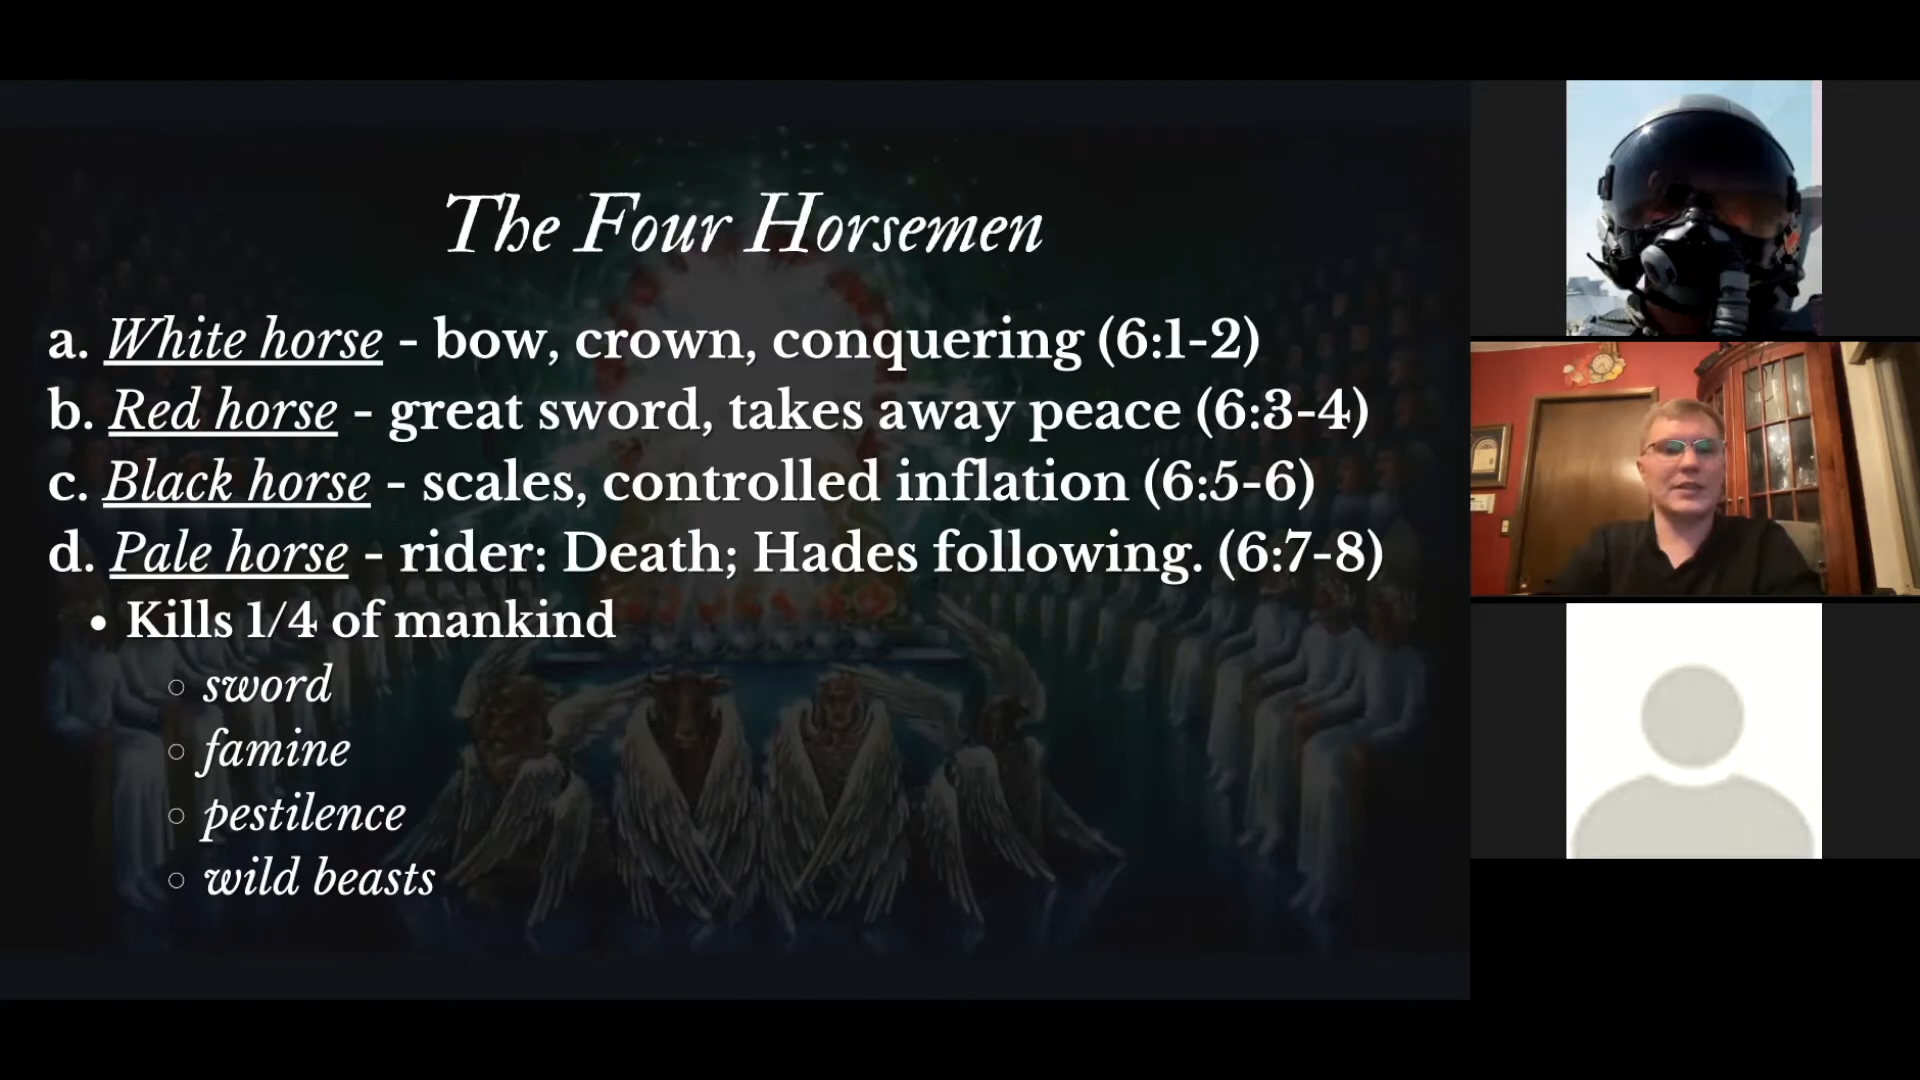 The Four Horsemen
a. White horse - bow, crown, conquering (6:1-2)
b. Red horse - great sword, takes away peace (6:3-4)
c. Black horse - scales, controlled inflation (6:5-6)
d. Pale horse - rider: Death; Hades following. (6:7-8)
• Kills 1/4 of mankind
○ sword
○ famine
○ pestilence
○ wild beasts